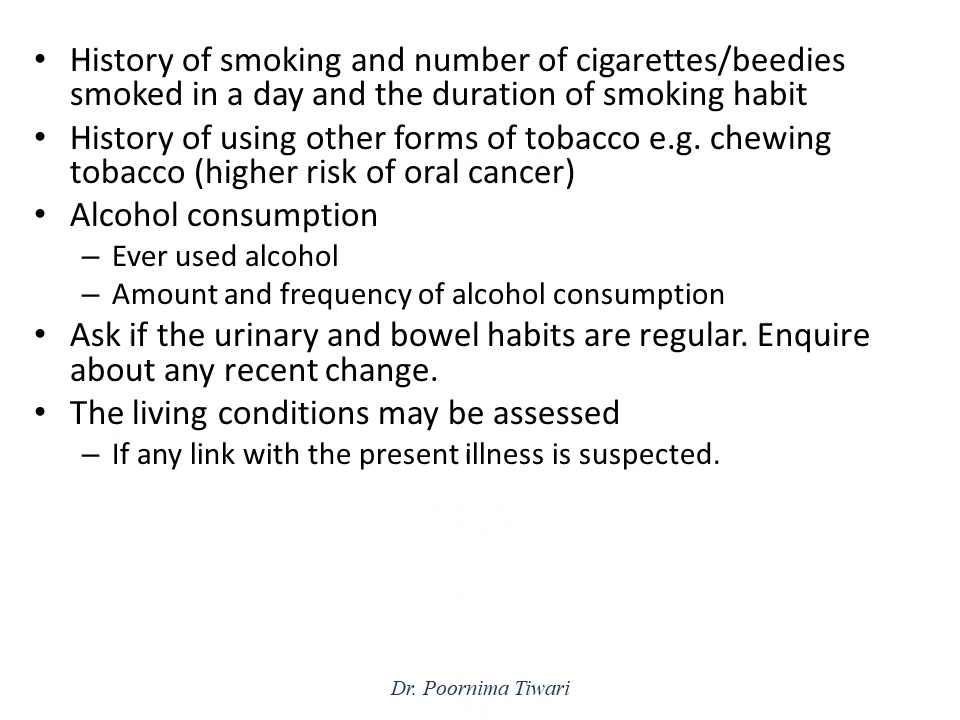 • History of smoking and number of cigarettes/beedies
smoked in a day and the duration of smoking habit
• History of using other forms of tobacco e.g. chewing
tobacco (higher risk of oral cancer)
• Alcohol consumption
– Ever used alcohol
– Amount and frequency of alcohol consumption
• Ask if the urinary and bowel habits are regular. Enquire
about any recent change.
• The living conditions may be assessed
– If any link with the present illness is suspected.
Dr. Poornima Tiwari